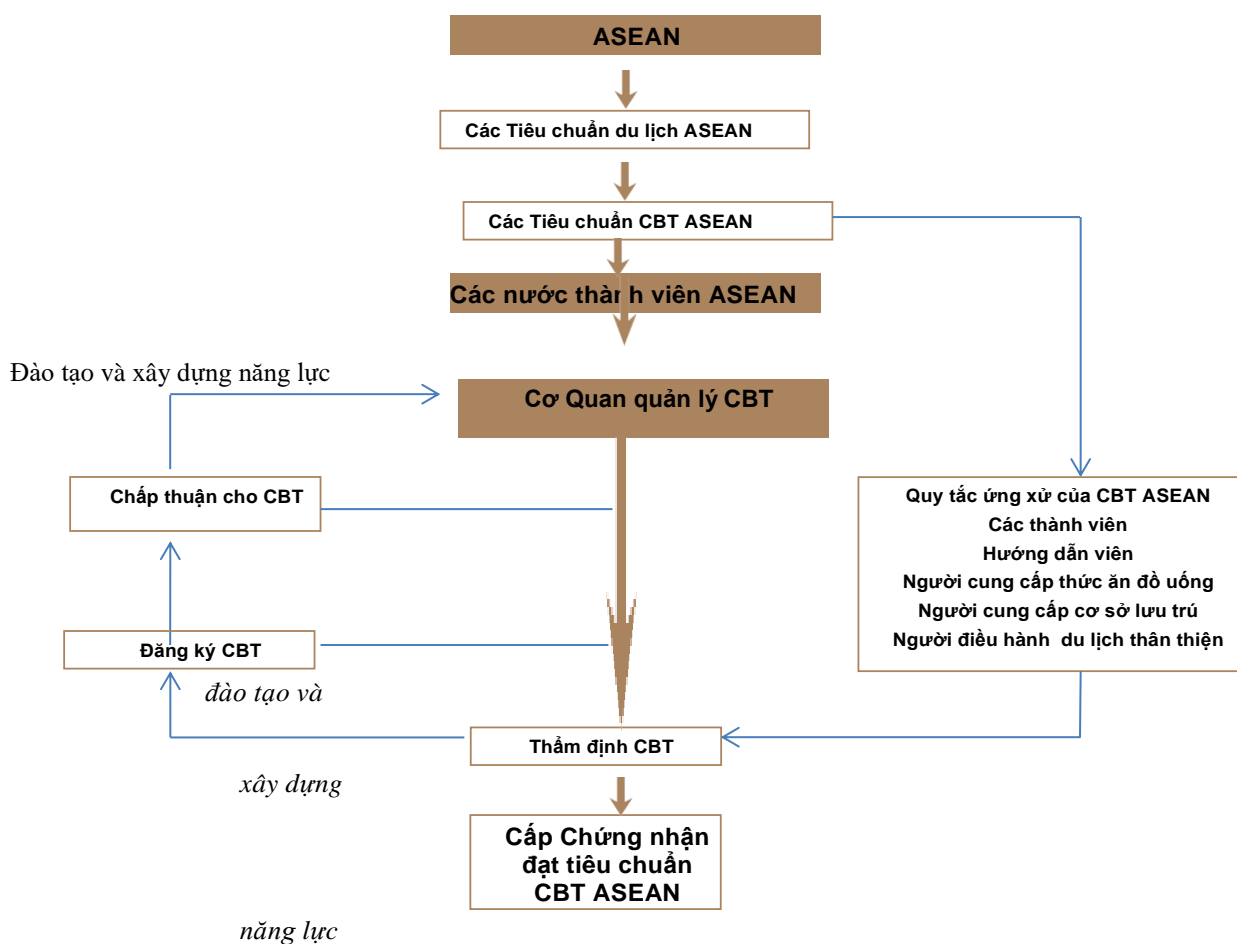 ASEAN
Các Tiêu chuẩn du lịch ASEAN
Các Tiêu chuẩn CBT ASEAN
Các nước thành viên ASEAN
Đào tạo và xây dựng năng lực
Cơ Quan quản lý CBT
Chấp thuận cho CBT
Quy tắc ứng xử của CBT ASEAN
Các thành viên
Hướng dẫn viên
Người cung cấp thức ăn đồ uống
Người cung cấp cơ sở lưu trú
Người điều hành du lịch thân thiện
Đăng ký CBT
đào tạo và
Thẩm định CBT
xây dựng
Cấp Chứng nhận
đạt tiêu chuẩn
CBT ASEAN
năng lực